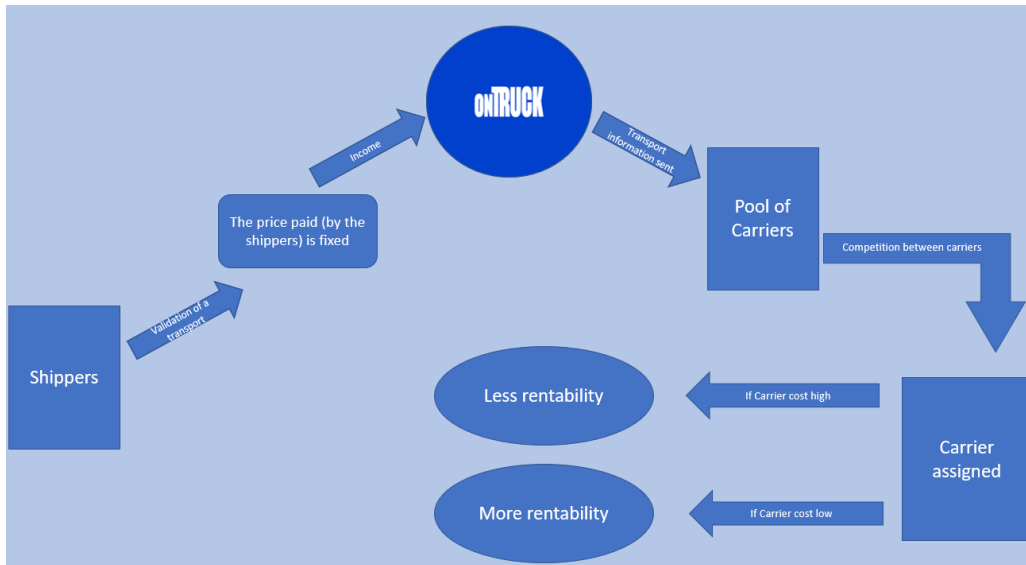 onTRUCK
Income
Transport
information sent
The price paid (by the
shippers) is fixed
Pool of
Carriers
Competition between carriers
Validation of a
transport
Shippers
Less rentability
If Carrier cost high
Carrier
assigned
More rentability
If Carrier cost low